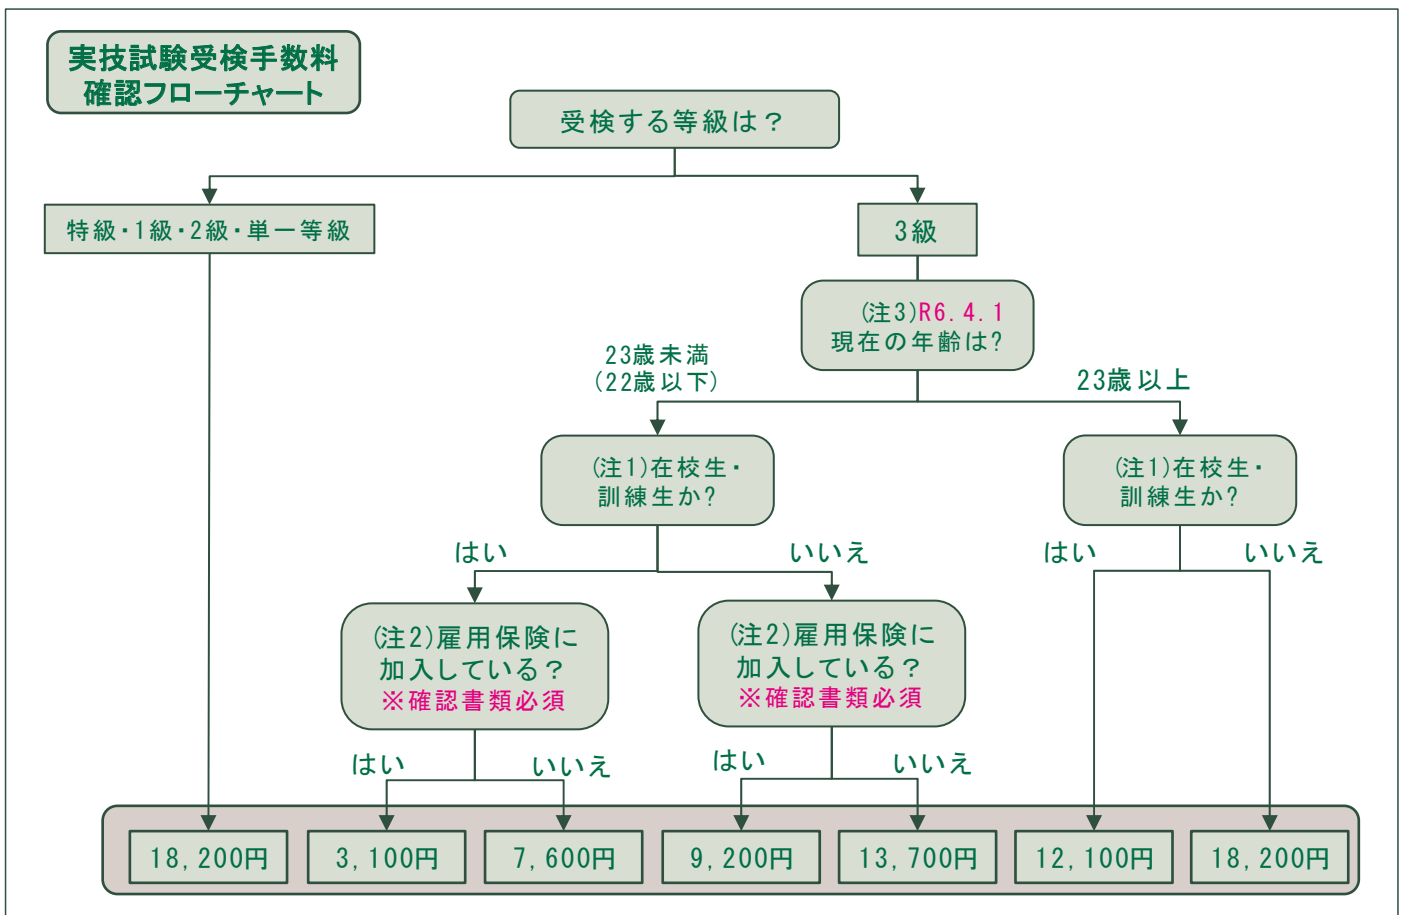 実技試験受検手数料
確認フローチャート
受検する等級は？
特級・1級・2級・単一等級
3級
(注3)R6.4.1
現在の年齢は?
23歳未満
(22歳以下)
23歳以上
(注1)在校生・
訓練生か?
(注1)在校生・
訓練生か?
はい
いいえ
はい
いいえ
(注2)雇用保険に
加入している？
※確認書類必須
(注2)雇用保険に
加入している？
※確認書類必須
はい
いいえ
はい
いいえ
18,200円
3,100円
7,600円
9,200円
13,700円
12,100円
18,200円